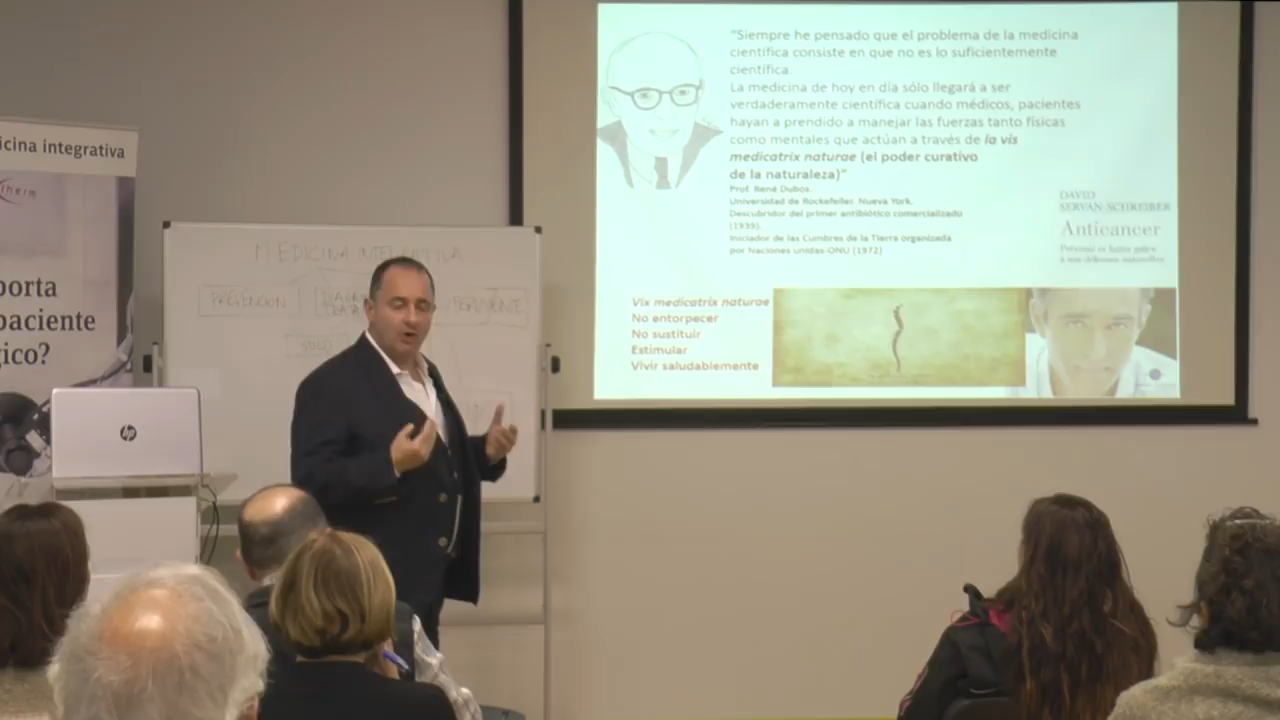 "Siempre he pensado que el problema de la medicina
científica consiste en que no es lo suficientemente
científica.
La medicina de hoy en día sólo llegará a ser
verdaderamente científica cuando médicos, pacientes
hayan a prendido a manejar las fuerzas tanto físicas
como mentales que actúan a través de la vis
medicatrix naturae (el poder curativo
de la naturaleza)"
Prof. René Dubos.
Universidad de Rockefeller. Nueva York.
Descubridor del primer antibiótico comercializado
(1939).
Iniciador de las Cumbres de la Tierra organizada
por Naciones unidas-ONU (1972)
DAVID
SERVAN-SCHREIBER
Anticancer
Vix medicatrix naturae
No entorpecer
No sustituir
Estimular
Vivir saludablemente
icina integrativa
therm
porta
paciente
gico?
MEDICINA INTEGRATIVA
PREVENCION
hp